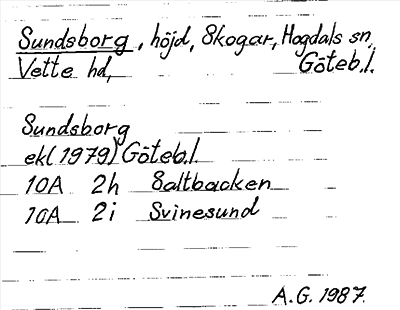 Sundsborg, höjd, Skogar, Hogdals sn,
Vette hd, Göteb.l.
Sundsborg
ek(1979) Göteb.l.
10A 2h Saltbacken
10A 2i Svinesund
A.G. 1987.